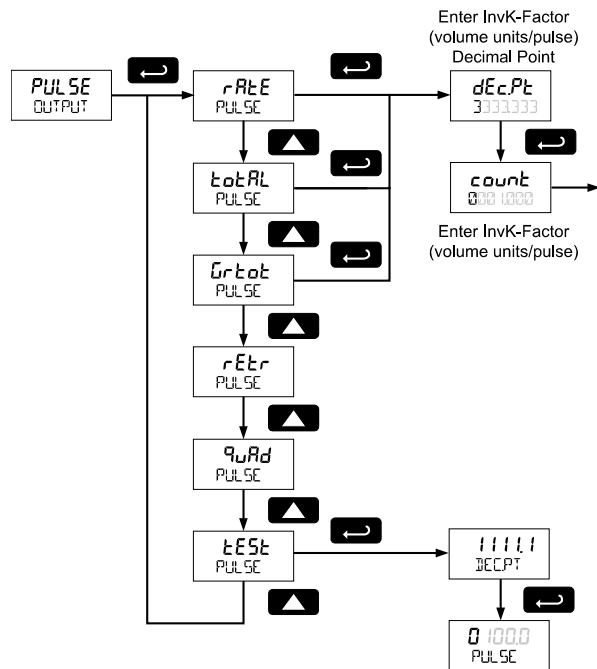 Enter InvK-Factor
(volume units/pulse)
Decimal Point
PULSE
OUTPUT
rAtE
PULSE
dEc.Pt
3333.333
totAL
PULSE
count
0001.000
Enter InvK-Factor
(volume units/pulse)
Grtot
PULSE
rEtr
PULSE
quAd
PULSE
tESt
PULSE
1111.1
DEC.PT
0100.0
PULSE